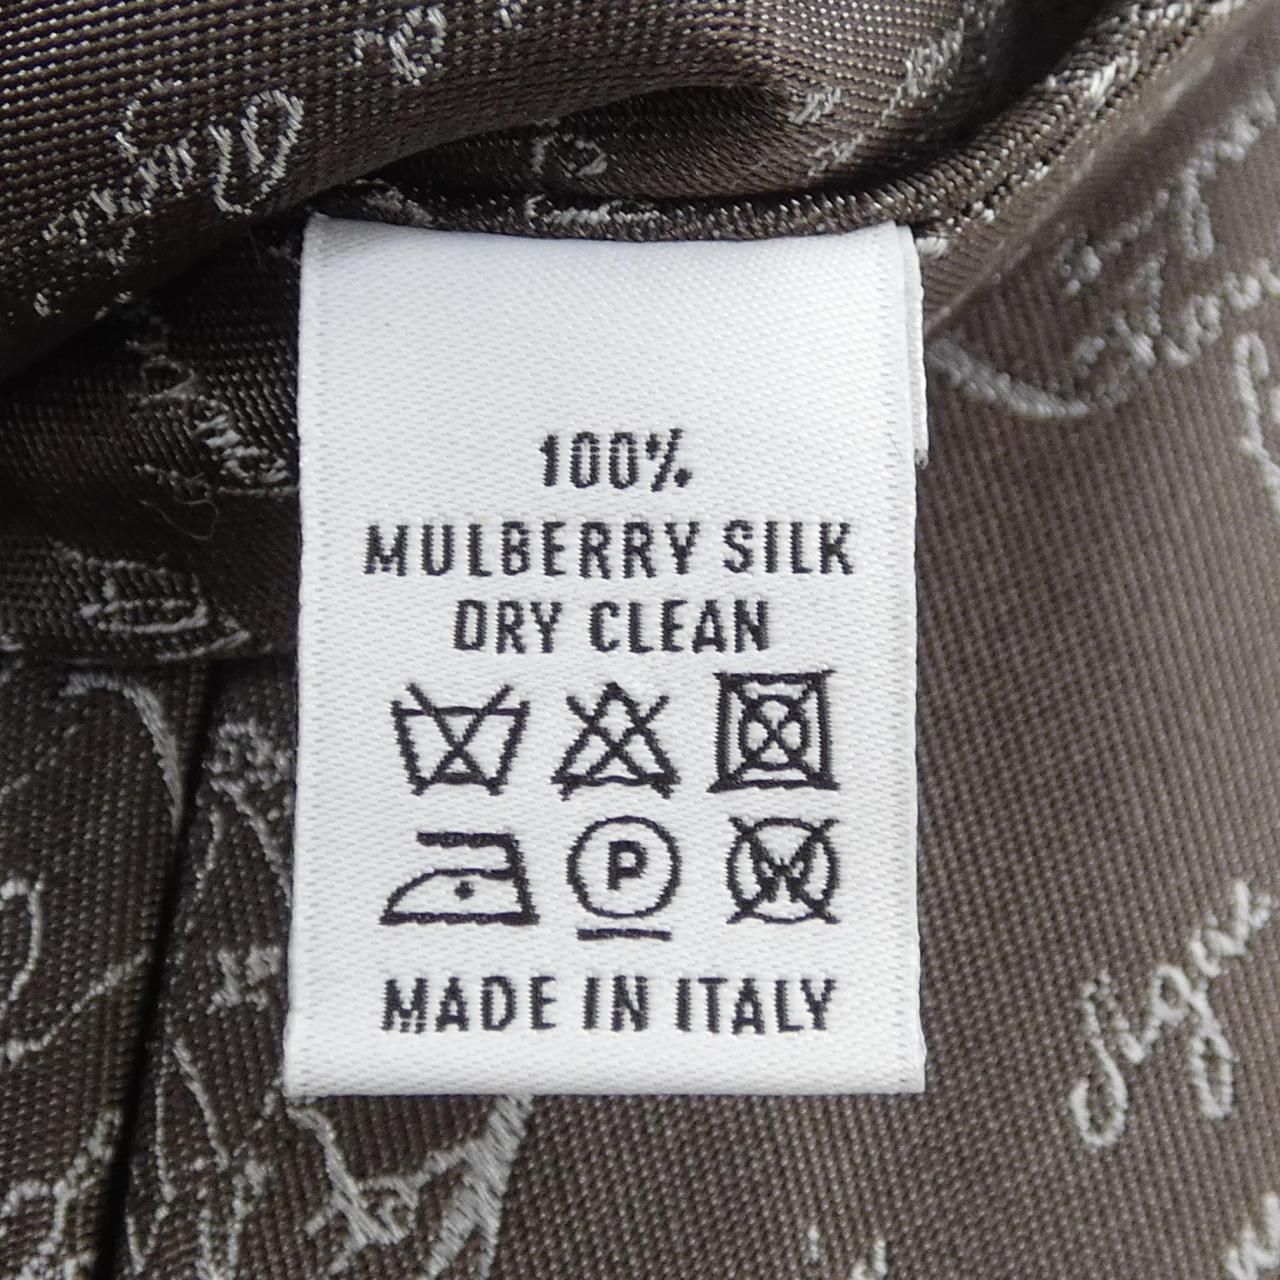 100%
MULBERRY SILK
DRY CLEAN
P
W
MADE IN ITALY